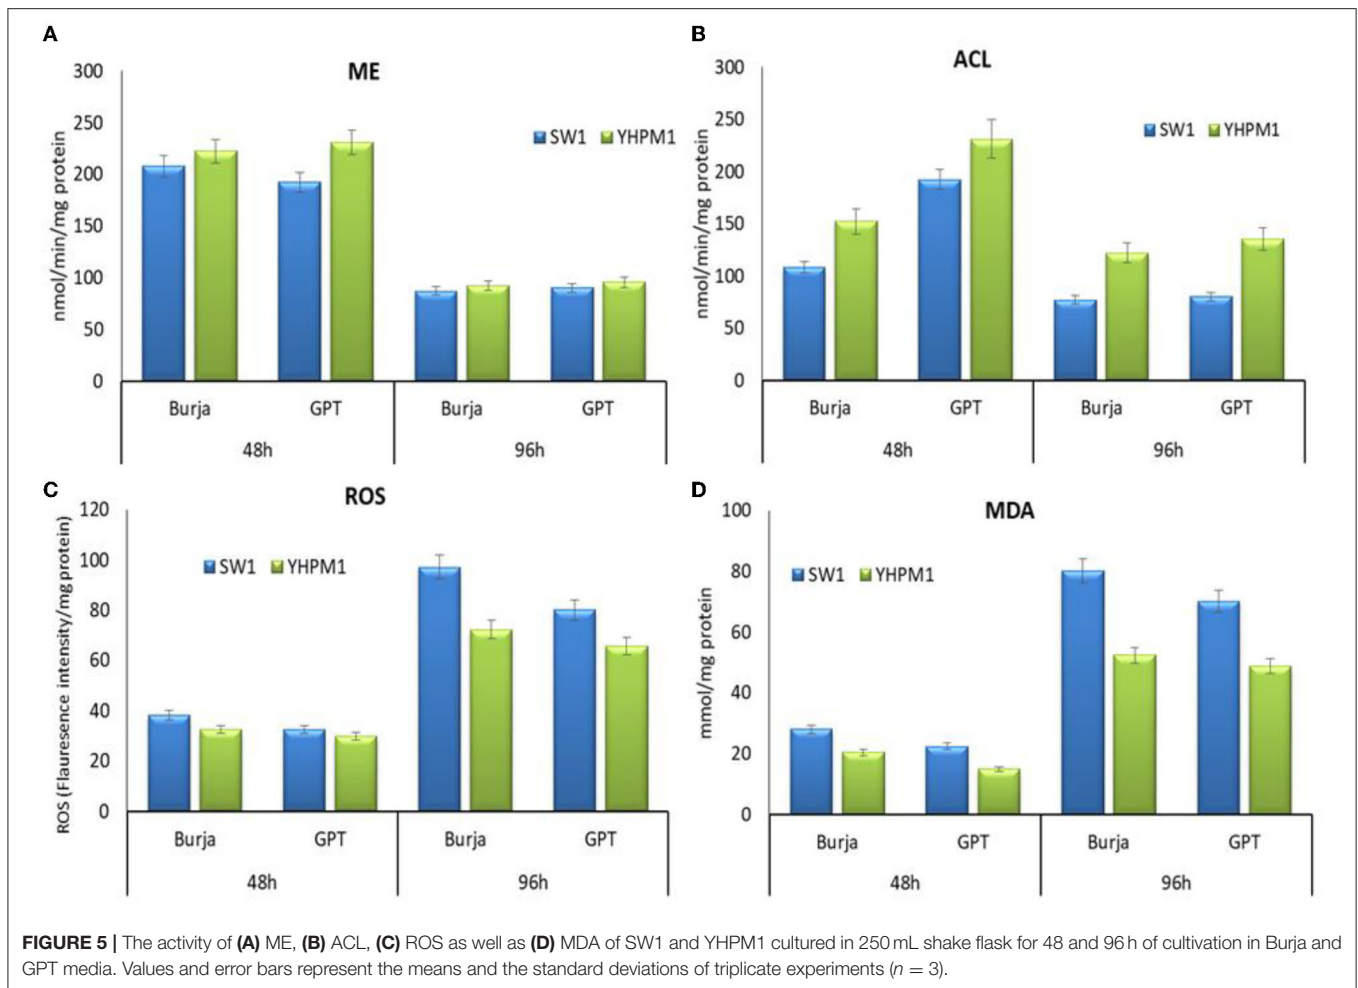 A
ME
300
250
200
150
100
50
0
nmol/min/mg protein
SW1 YHPM1
Burja GPT Burja GPT
48h 96h
B
ACL
300
250
200
150
100
50
0
nmol/min/mg protein
SW1 YHPM1
Burja GPT Burja GPT
48h 96h
C
ROS
120
100
80
60
40
20
0
ROS (Flauresence intensity/mg protein)
SW1 YHPM1
Burja GPT Burja GPT
48h 96h
D
MDA
100
80
60
40
20
0
mmol/mg protein
SW1 YHPM1
Burja GPT Burja GPT
48h 96h
FIGURE 5 | The activity of (A) ME, (B) ACL, (C) ROS as well as (D) MDA of SW1 and YHPM1 cultured in 250 mL shake flask for 48 and 96 h of cultivation in Burja and
GPT media. Values and error bars represent the means and the standard deviations of triplicate experiments (n = 3).